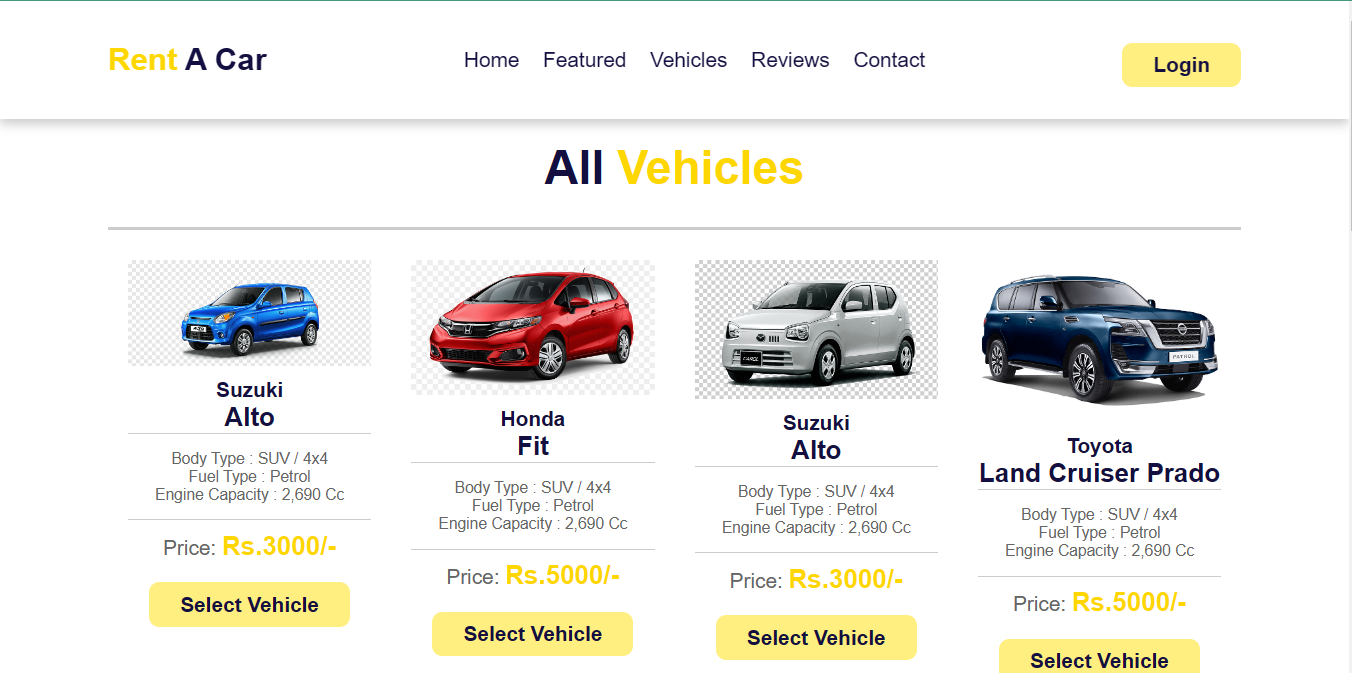 Rent A Car
Home Featured Vehicles Reviews Contact
Login
All Vehicles
Suzuki
Alto
Body Type : SUV / 4x4
Fuel Type : Petrol
Engine Capacity : 2,690 Cc
Price: Rs.3000/-
Select Vehicle
Honda
Fit
Body Type : SUV / 4x4
Fuel Type : Petrol
Engine Capacity : 2,690 Cc
Price: Rs.5000/-
Select Vehicle
CAROL
Suzuki
Alto
Body Type : SUV / 4x4
Fuel Type : Petrol
Engine Capacity : 2,690 Cc
Price: Rs.3000/-
Select Vehicle
PATROL
Toyota
Land Cruiser Prado
Body Type : SUV / 4x4
Fuel Type : Petrol
Engine Capacity : 2,690 Cc
Price: Rs.5000/-
Select Vehicle